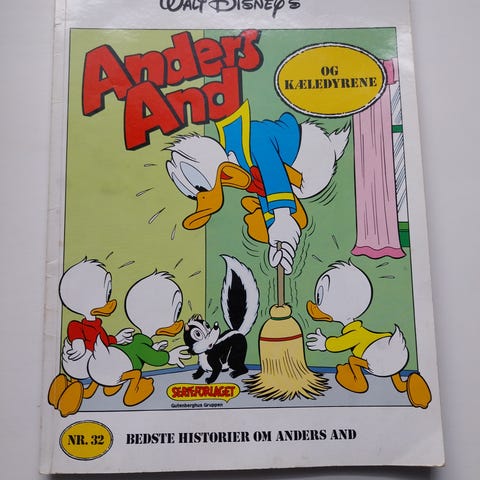 WALT DISNEY'S
Anders
And
OG
KÆLEDYRENE
SERIEFORLAGET
Gutenberghus Gruppen
NR. 32
BEDSTE HISTORIER OM ANDERS AND